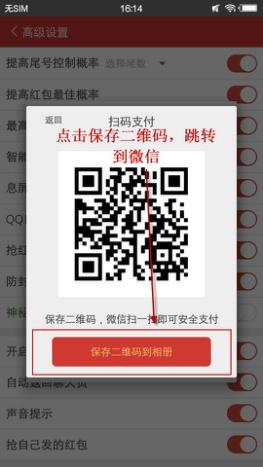 无SIM 16:14
高级设置
提高尾号控制概率 选择尾数
提高红包最佳概率
最高
返回 扫码支付
点击保存二维码，跳转
到微信
智能
息屏
QQ
抢红
防封
神秘
保存二维码，微信扫一扫即可安全支付
保存二维码到相册
开启
自动返回聊天页
声音提示
抢自己发的红包